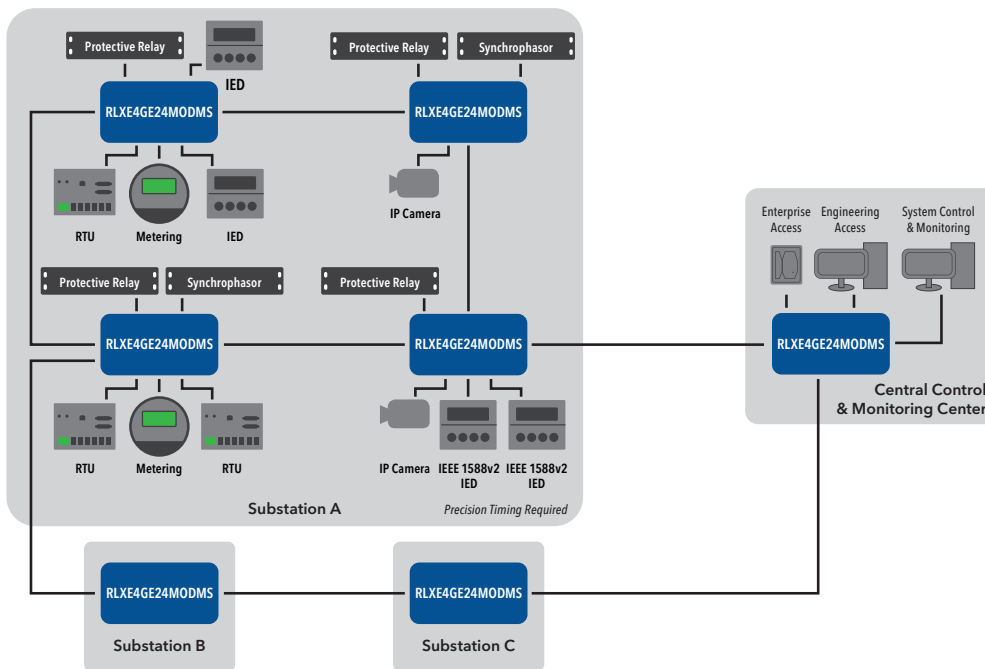 Protective Relay
IED
RLXE4GE24MODMS
RTU
Metering
IED
Protective Relay
Synchrophasor
RLXE4GE24MODMS
IP Camera
Protective Relay
Synchrophasor
RLXE4GE24MODMS
RTU
Metering
RTU
Protective Relay
RLXE4GE24MODMS
IP Camera
IEEE 1588v2
IED
IEEE 1588v2
IED
Substation A
Precision Timing Required
Enterprise
Access
Engineering
Access
System Control
& Monitoring
RLXE4GE24MODMS
Central Control
& Monitoring Center
RLXE4GE24MODMS
Substation B
RLXE4GE24MODMS
Substation C